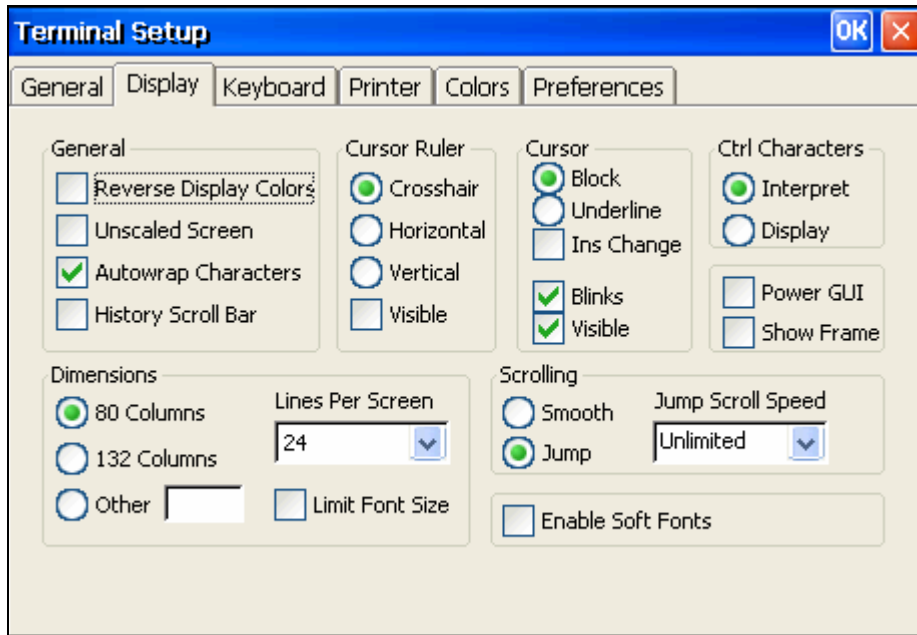 Terminal Setup
OK
General
Display
Keyboard
Printer
Colors
Preferences
General
Reverse Display Colors
Unscaled Screen
Autowrap Characters
History Scroll Bar
Cursor Ruler
Crosshair
Horizontal
Vertical
Visible
Cursor
Block
Underline
Ins Change
Blinks
Visible
Ctrl Characters
Interpret
Display
Power GUI
Show Frame
Dimensions
80 Columns
132 Columns
Other
Lines Per Screen
24
Limit Font Size
Scrolling
Smooth
Jump
Jump Scroll Speed
Unlimited
Enable Soft Fonts